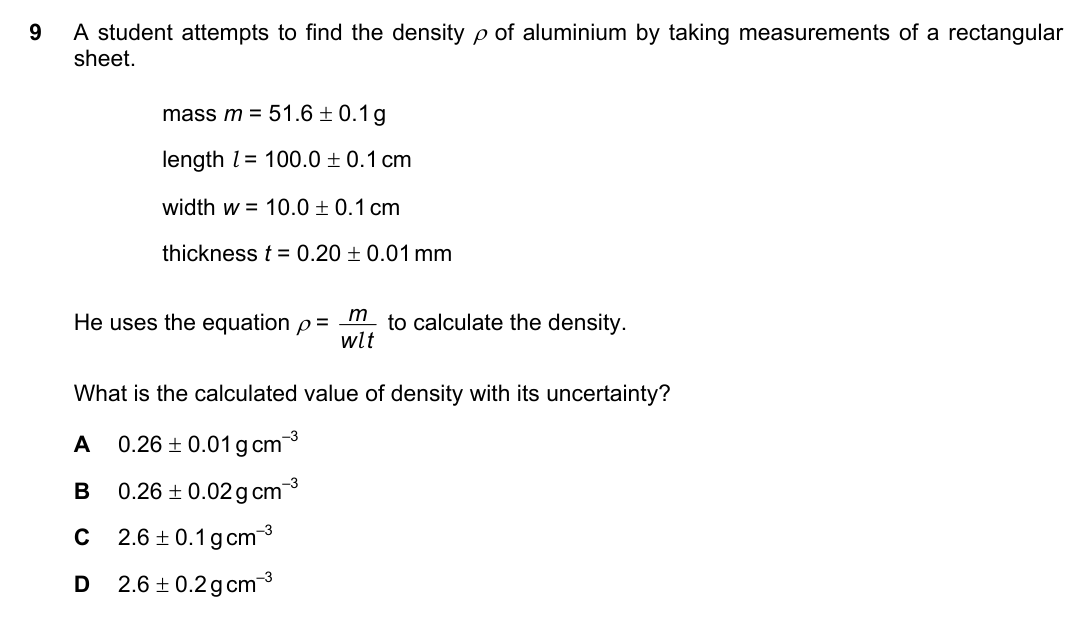 9 A student attempts to find the density ρ of aluminium by taking measurements of a rectangular
sheet.
mass m = 51.6 ± 0.1 g
length l = 100.0 ± 0.1 cm
width w = 10.0 ± 0.1 cm
thickness t = 0.20 ± 0.01 mm
He uses the equation ρ = m/wlt to calculate the density.
What is the calculated value of density with its uncertainty?
A 0.26 ± 0.01 g cm⁻³
B 0.26 ± 0.02 g cm⁻³
C 2.6 ± 0.1 g cm⁻³
D 2.6 ± 0.2 g cm⁻³